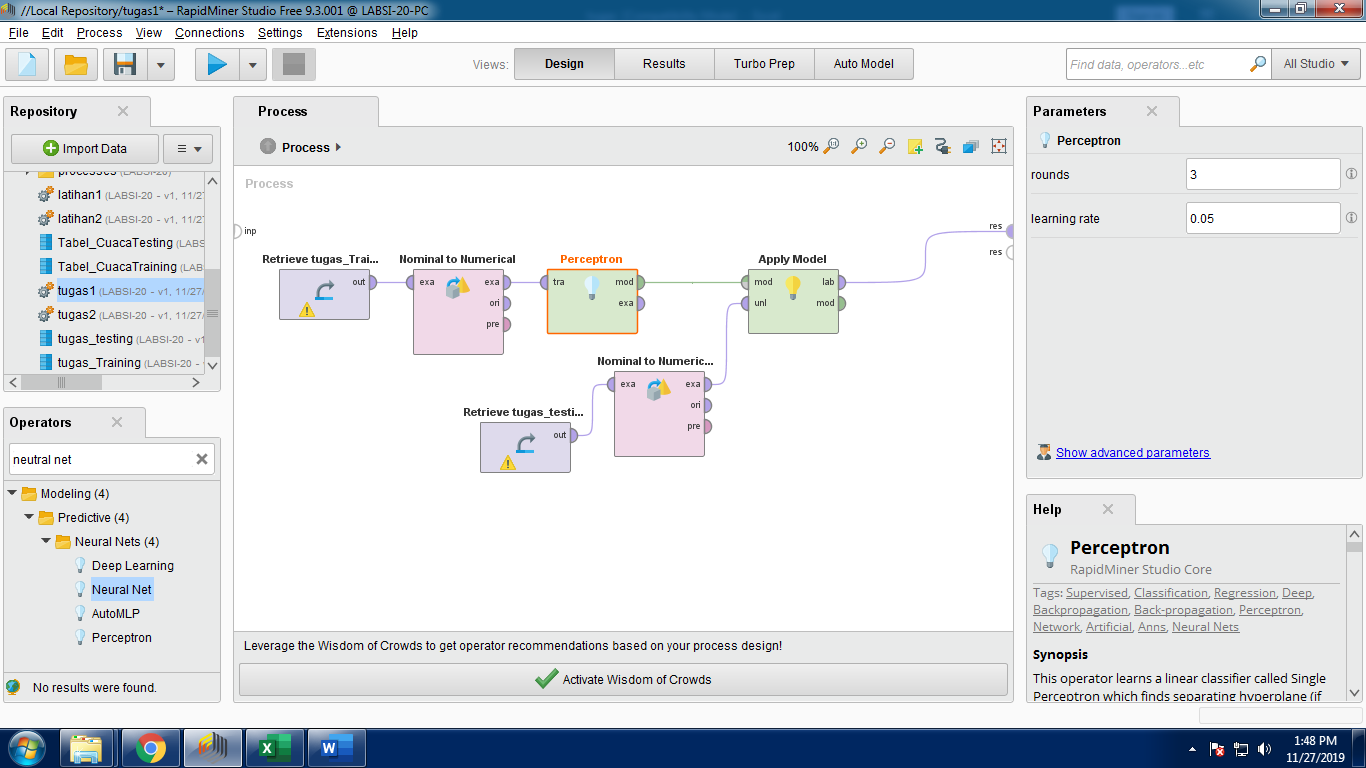 //Local Repository/tugas1* – RapidMiner Studio Free 9.3.001 @ LABSI-20-PC
File Edit Process View Connections Settings Extensions Help
Views: Design Results Turbo Prep Auto Model
Find data, operators...etc
All Studio
Repository
Import Data
processes (LABSI-20)
latihan1 (LABSI-20 - v1, 11/27
latihan2 (LABSI-20 - v1, 11/27
Tabel_CuacaTesting (LABS
Tabel_CuacaTraining (LAB
tugas1 (LABSI-20 - v1, 11/27/
tugas2 (LABSI-20 - v1, 11/27/
tugas_testing (LABSI-20 - v1
tugas_Training (LABSI-20 -
Operators
neutral net
Modeling (4)
Predictive (4)
Neural Nets (4)
Deep Learning
Neural Net
AutoMLP
Perceptron
No results were found.
Process
Process
100%
Process
inp
res
res
Retrieve tugas_Trai...
out
Nominal to Numerical
exa exa
ori
pre
Perceptron
tra mod
exa
Apply Model
mod lab
unl mod
Nominal to Numeric...
exa exa
ori
pre
Retrieve tugas_testi...
out
Leverage the Wisdom of Crowds to get operator recommendations based on your process design!
Activate Wisdom of Crowds
Parameters
Perceptron
rounds 3
learning rate 0.05
Show advanced parameters
Help
Perceptron
RapidMiner Studio Core
Tags: Supervised, Classification, Regression, Deep,
Backpropagation, Back-propagation, Perceptron,
Network, Artificial, Anns, Neural Nets
Synopsis
This operator learns a linear classifier called Single
Perceptron which finds separating hyperplane (if
1:48 PM
11/27/2019